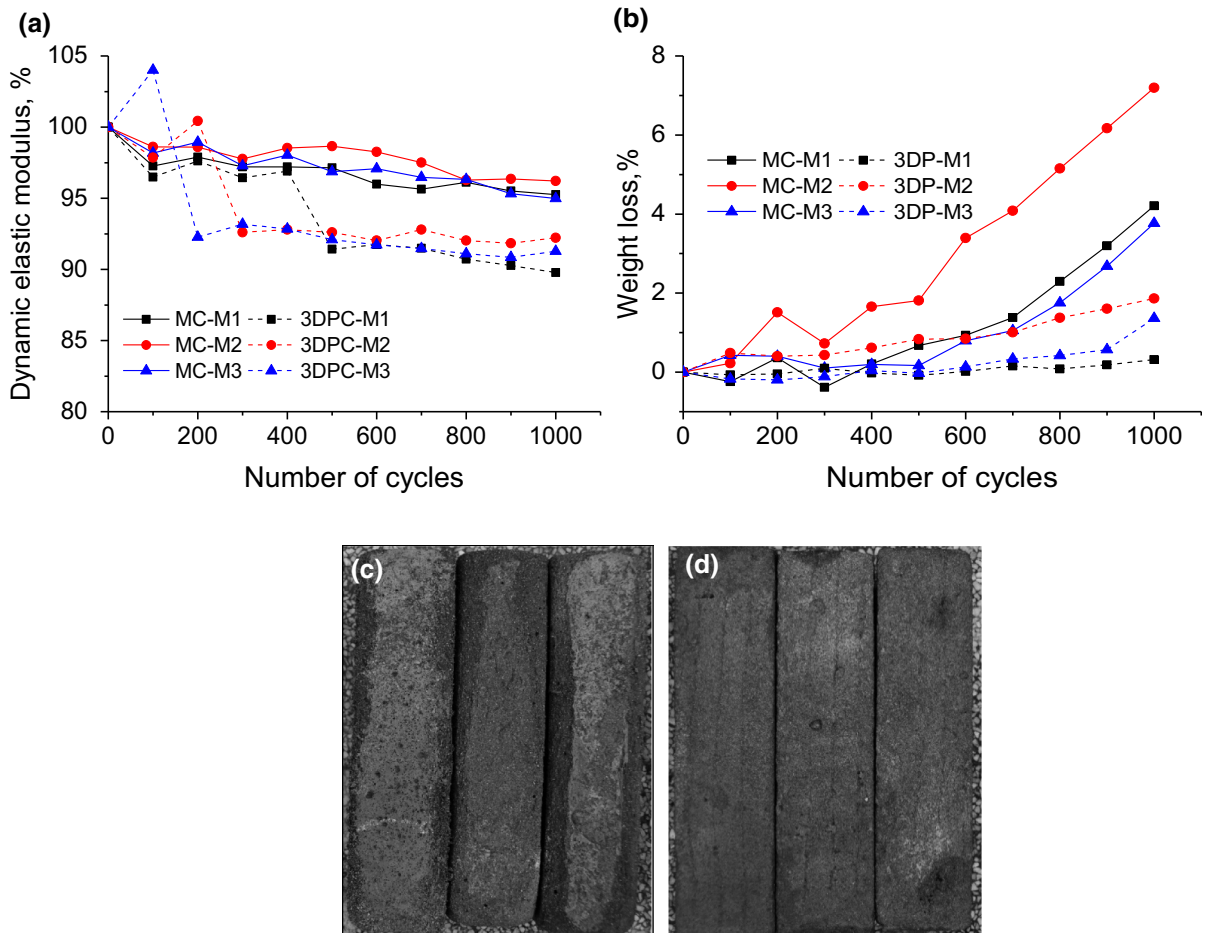 (a)
Dynamic elastic modulus, %
105
100
95
90
85
80
MC-M1 3DPC-M1
MC-M2 3DPC-M2
MC-M3 3DPC-M3
0 200 400 600 800 1000
Number of cycles
(b)
Weight loss, %
8
6
4
2
0
MC-M1 3DP-M1
MC-M2 3DP-M2
MC-M3 3DP-M3
0 200 400 600 800 1000
Number of cycles
(c)
(d)